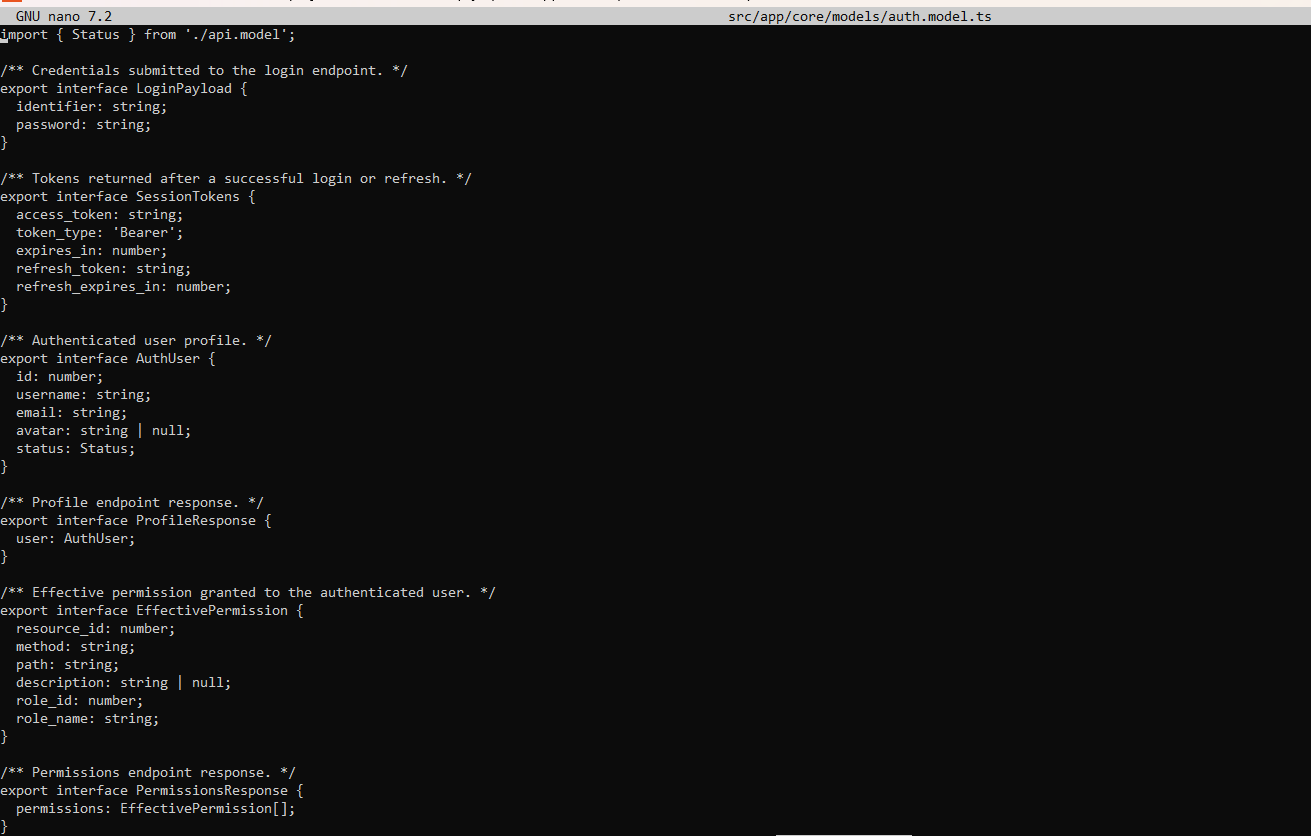 GNU nano 7.2 src/app/core/models/auth.model.ts
import { Status } from './api.model';
/** Credentials submitted to the login endpoint. */
export interface LoginPayload {
  identifier: string;
  password: string;
}
/** Tokens returned after a successful login or refresh. */
export interface SessionTokens {
  access_token: string;
  token_type: 'Bearer';
  expires_in: number;
  refresh_token: string;
  refresh_expires_in: number;
}
/** Authenticated user profile. */
export interface AuthUser {
  id: number;
  username: string;
  email: string;
  avatar: string | null;
  status: Status;
}
/** Profile endpoint response. */
export interface ProfileResponse {
  user: AuthUser;
}
/** Effective permission granted to the authenticated user. */
export interface EffectivePermission {
  resource_id: number;
  method: string;
  path: string;
  description: string | null;
  role_id: number;
  role_name: string;
}
/** Permissions endpoint response. */
export interface PermissionsResponse {
  permissions: EffectivePermission[];
}